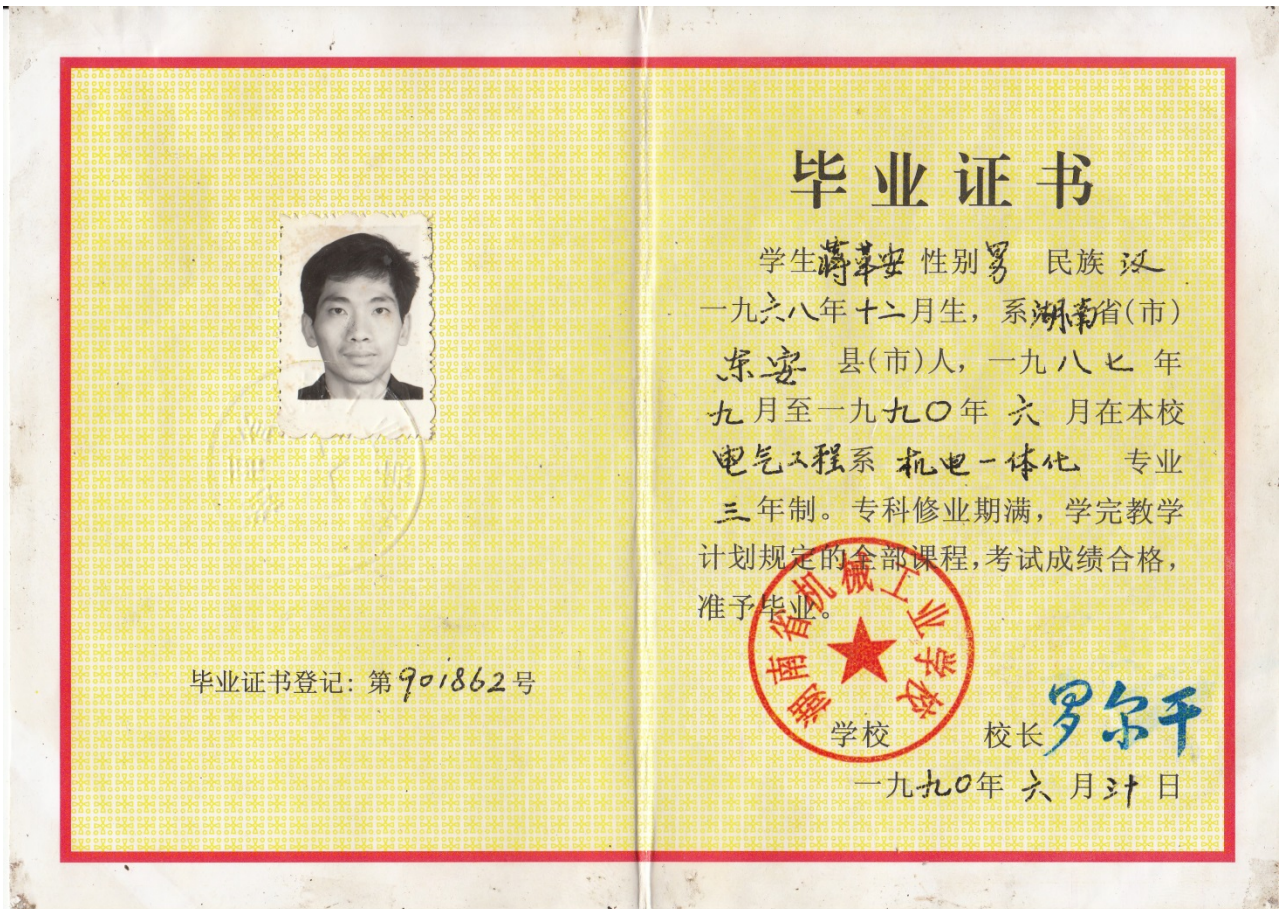 毕业证书登记:第901862号
毕业证书
学生蒋革安 性别男 民族 汉
一九六八年十二月生,系湖南省(市)
东安 县(市)人,一九八七 年
九月至一九九〇年 六 月在本校
电气工程系 机电一体化 专业
三年制。专科修业期满,学完教学
计划规定的全部课程,考试成绩合格,
准予毕业。
湖南省机械工业学校
学校 校长 罗尔干
一九九〇年 六 月三十日